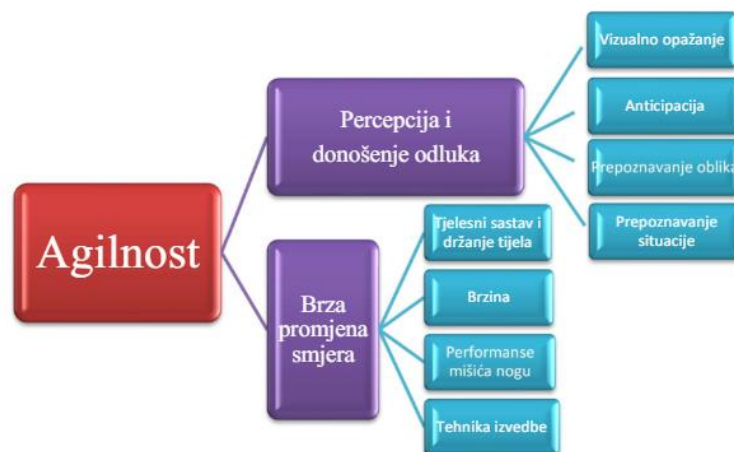 Agilnost
Percepcija i
donošenje odluka
Vizualno opažanje
Anticipacija
Prepoznavanje oblika
Prepoznavanje
situacije
Brza
promjena
smjera
Tjelesni sastav i
držanje tijela
Brzina
Performanse
mišića nogu
Tehnika izvedbe